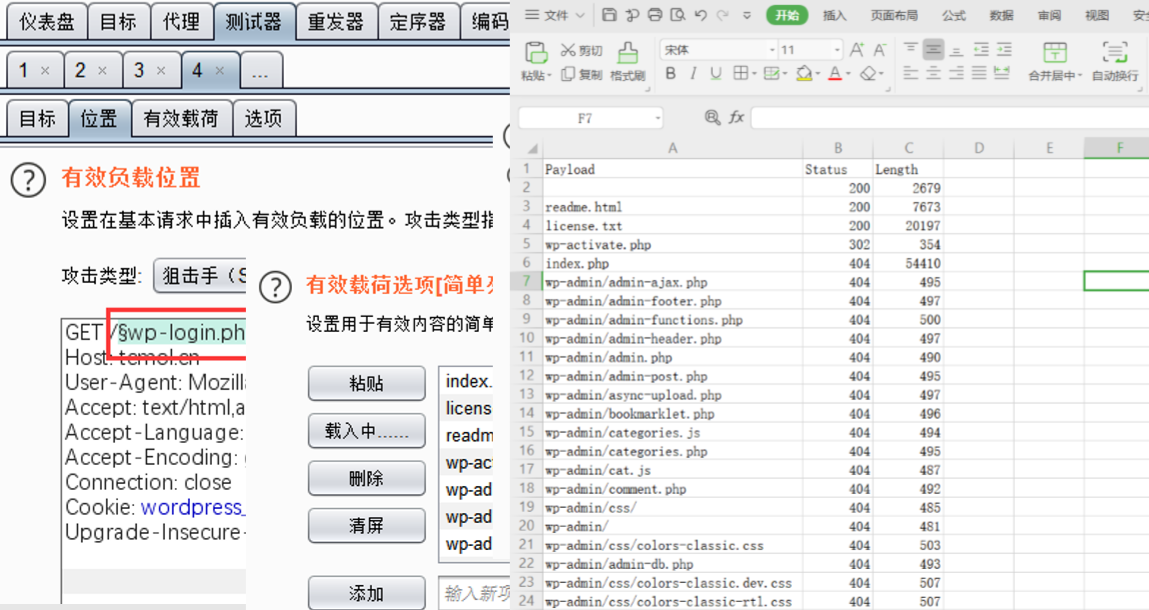 仪表盘 目标 代理 测试器 重发器 定序器 编码
1 × 2 × 3 × 4 × ...
目标 位置 有效载荷 选项
? 有效负载位置
设置在基本请求中插入有效负载的位置。攻击类型指
攻击类型: 狙击手（S
GET /§wp-login.ph
Host: temol.cn
User-Agent: Mozill
Accept: text/html,a
Accept-Language:
Accept-Encoding:
Connection: close
Cookie: wordpress_
Upgrade-Insecure-
? 有效载荷选项[简单列
设置用于有效内容的简单
粘贴
载入中......
删除
清屏
添加
index.
licens
readm
wp-act
wp-ad
wp-ad
wp-ad
输入新项
文件 开始 插入 页面布局 公式 数据 审阅 视图 安全
粘贴 剪切 复制 格式刷 宋体 11 合并居中 自动换行
B I U A
F7 fx
A B C D E F
1 Payload Status Length
2 200 2679
3 readme.html 200 7673
4 license.txt 200 20197
5 wp-activate.php 302 354
6 index.php 404 54410
7 wp-admin/admin-ajax.php 404 495
8 wp-admin/admin-footer.php 404 497
9 wp-admin/admin-functions.php 404 500
10 wp-admin/admin-header.php 404 497
11 wp-admin/admin.php 404 490
12 wp-admin/admin-post.php 404 495
13 wp-admin/async-upload.php 404 497
14 wp-admin/bookmarklet.php 404 496
15 wp-admin/categories.js 404 494
16 wp-admin/categories.php 404 495
17 wp-admin/cat.js 404 487
18 wp-admin/comment.php 404 492
19 wp-admin/css/ 404 485
20 wp-admin/ 404 481
21 wp-admin/css/colors-classic.css 404 503
22 wp-admin/admin-db.php 404 493
23 wp-admin/css/colors-classic.dev.css 404 507
24 wp-admin/css/colors-classic-rtl.css 404 507